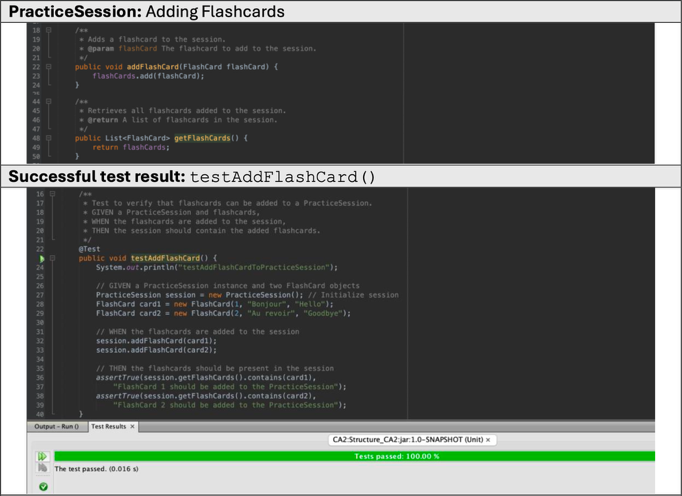 PracticeSession: Adding Flashcards
18 /**
19 * Adds a flashcard to the session.
20 * @param flashCard The flashcard to add to the session.
21 */
22 public void addFlashCard(FlashCard flashCard) {
23 flashCards.add(flashCard);
24 }
44 /**
45 * Retrieves all flashcards added to the session.
46 * @return A list of flashcards in the session.
47 */
48 public List<FlashCard> getFlashCards() {
49 return flashCards;
50 }
Successful test result: testAddFlashCard()
16 /**
17 * Test to verify that flashcards can be added to a PracticeSession.
18 * GIVEN a PracticeSession and flashcards,
19 * WHEN the flashcards are added to the session,
20 * THEN the session should contain the added flashcards.
21 */
22 @Test
public void testAddFlashCard() {
24 System.out.println("testAddFlashCardToPracticeSession");
25
26 // GIVEN a PracticeSession instance and two FlashCard objects
27 PracticeSession session = new PracticeSession(); // Initialize session
28 FlashCard card1 = new FlashCard(1, "Bonjour", "Hello");
29 FlashCard card2 = new FlashCard(2, "Au revoir", "Goodbye");
30
31 // WHEN the flashcards are added to the session
32 session.addFlashCard(card1);
33 session.addFlashCard(card2);
34
35 // THEN the flashcards should be present in the session
36 assertTrue(session.getFlashCards().contains(card1),
37 "FlashCard 1 should be added to the PracticeSession");
38 assertTrue(session.getFlashCards().contains(card2),
39 "FlashCard 2 should be added to the PracticeSession");
40 }
Output - Run () Test Results ×
CA2:Structure_CA2:jar:1.0-SNAPSHOT (Unit) ×
Tests passed: 100.00 %
The test passed. (0.016 s)